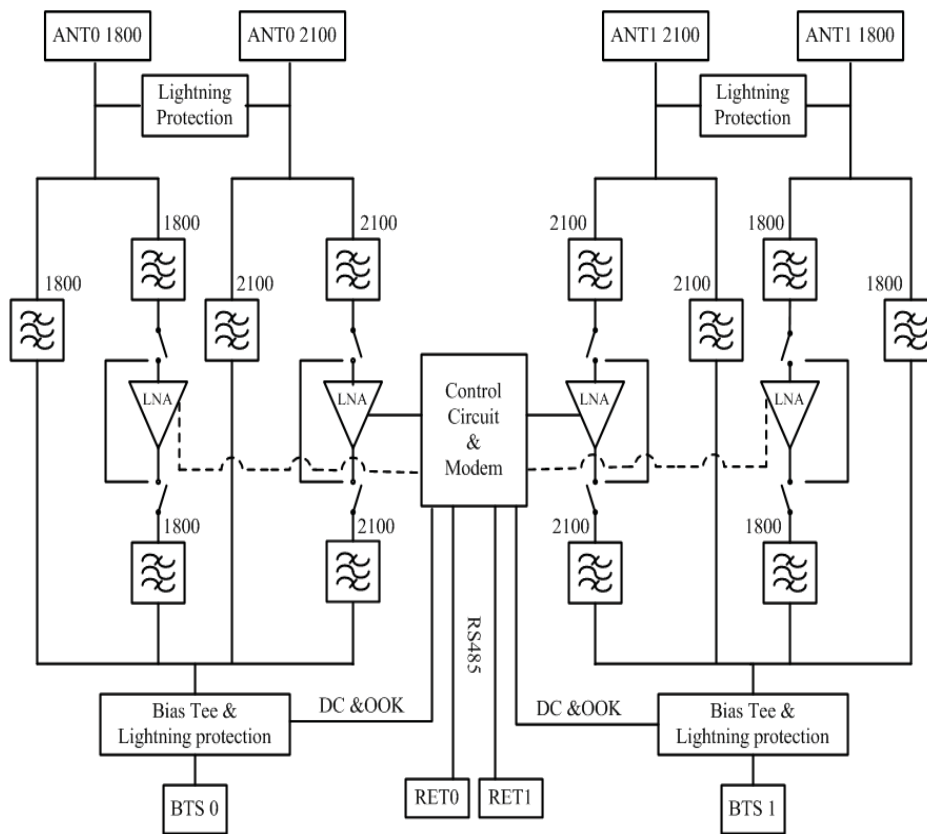 ANT0 1800
ANT0 2100
ANT1 2100
ANT1 1800
Lightning
Protection
Lightning
Protection
1800
2100
2100
1800
1800
2100
2100
1800
LNA
LNA
LNA
LNA
Control
Circuit
&
Modem
1800
2100
2100
1800
RS485
DC &OOK
DC &OOK
Bias Tee &
Lightning protection
Bias Tee &
Lightning protection
BTS 0
RET0
RET1
BTS 1